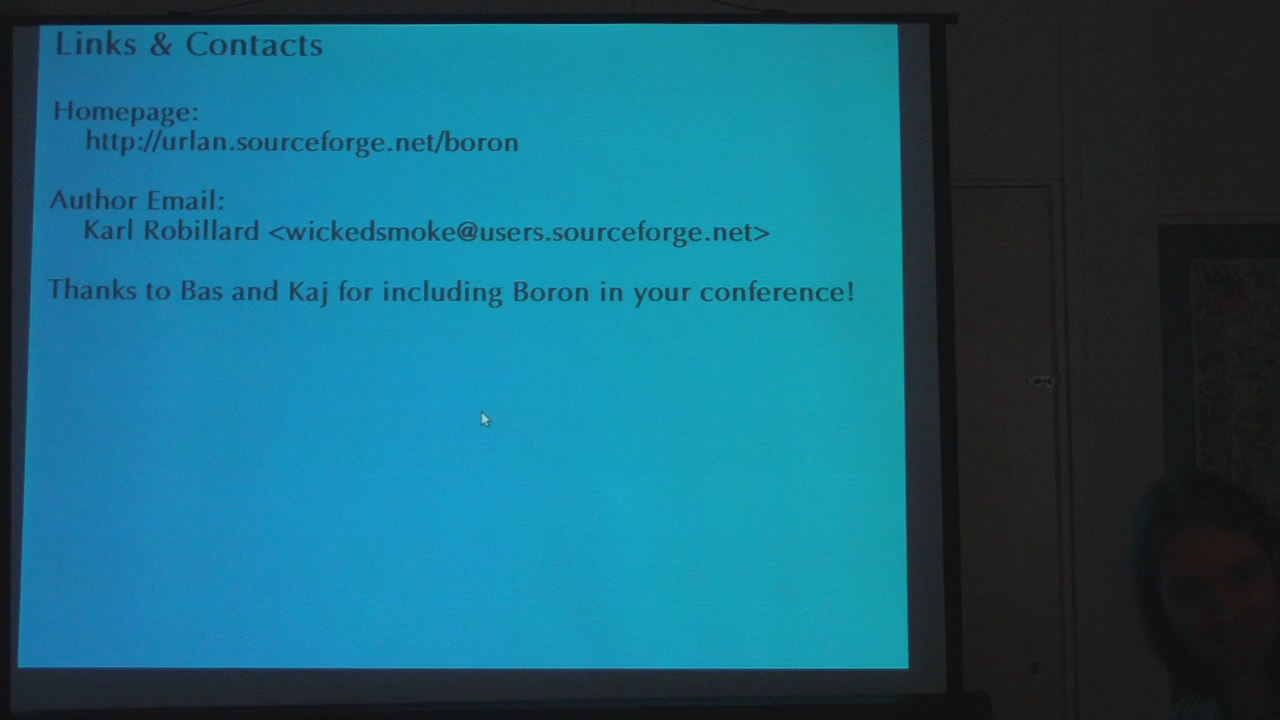 Links & Contacts
Homepage:
http://urlan.sourceforge.net/boron
Author Email:
Karl Robillard <wickedsmoke@users.sourceforge.net>
Thanks to Bas and Kaj for including Boron in your conference!